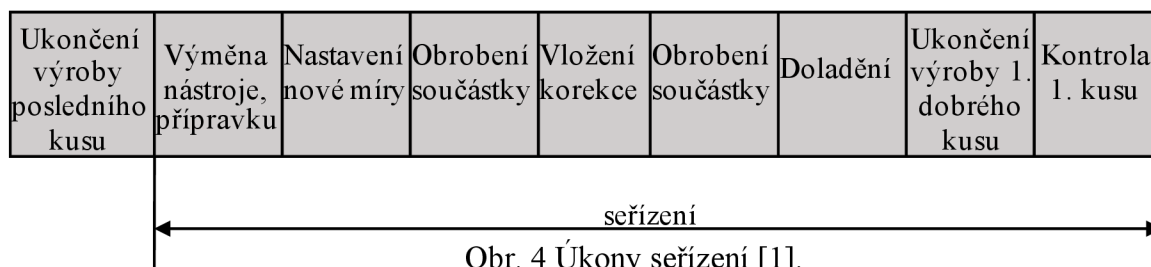 Ukončení
výroby
posledního
kusu
Výměna
nástroje,
přípravku
Nastavení
nové míry
Obrobení
součástky
Vložení
korekce
Obrobení
součástky
Doladění
Ukončení
výroby 1.
dobrého
kusu
Kontrola
1. kusu
seřízení
Obr. 4 Úkony seřízení [1].